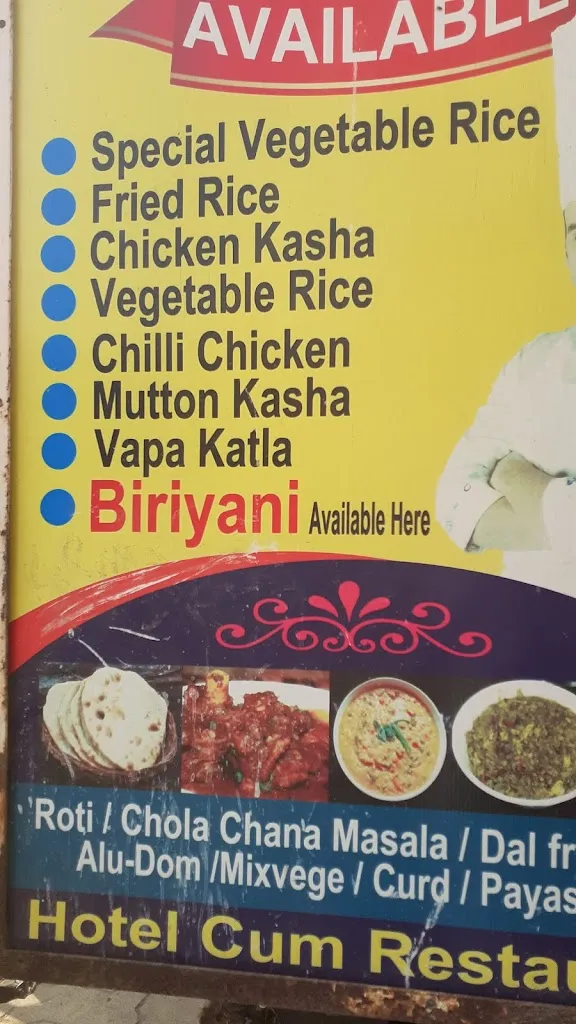 AVAILABLE
Special Vegetable Rice
Fried Rice
Chicken Kasha
Vegetable Rice
Chilli Chicken
Mutton Kasha
Vapa Katla
Biriyani Available Here
Roti / Chola Chana Masala / Dal fr
Alu-Dom /Mixvege / Curd / Payas
Hotel Cum Restau